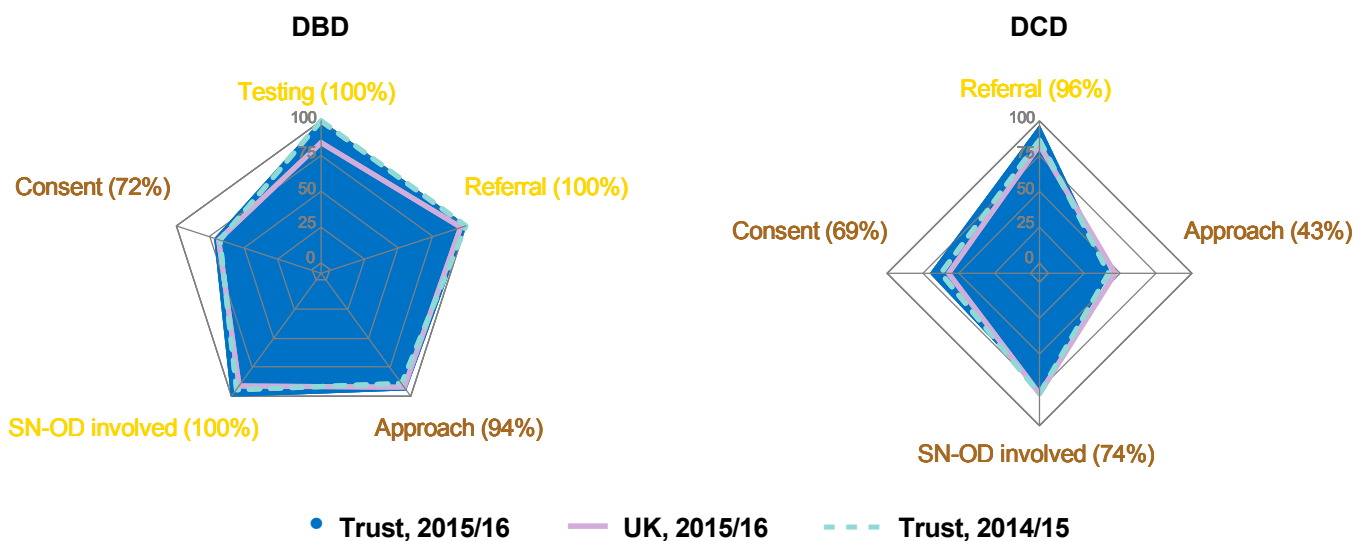 DBD
Testing (100%)
100
75
50
25
0
Consent (72%)
Referral (100%)
SN-OD involved (100%)
Approach (94%)
DCD
Referral (96%)
100
75
50
25
0
Consent (69%)
Approach (43%)
SN-OD involved (74%)
Trust, 2015/16
UK, 2015/16
Trust, 2014/15